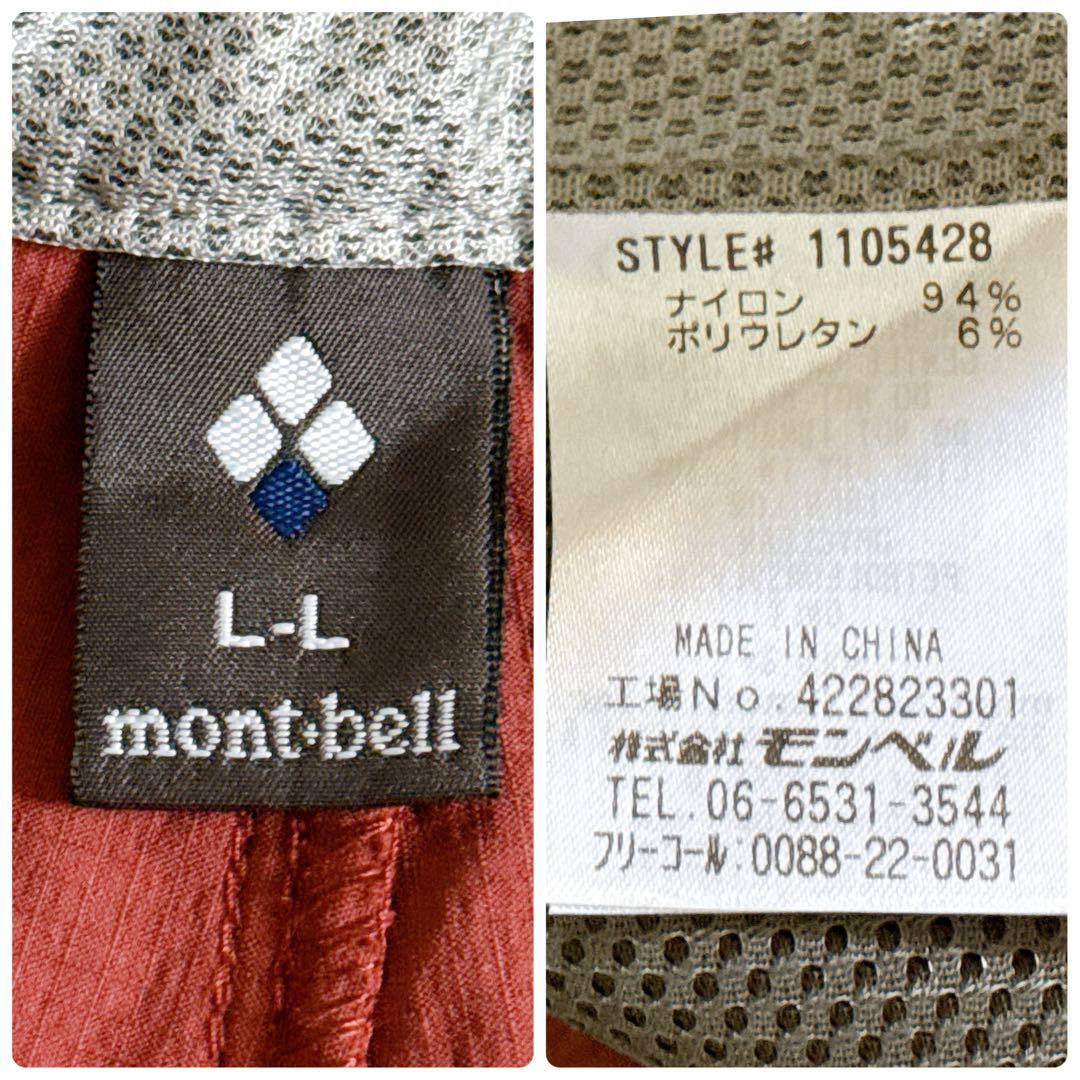 L-L
mont-bell
STYLE# 1105428
ナイロン 94%
ポリウレタン 6%
MADE IN CHINA
工場No.422823301
株式会社 モンベル
TEL.06-6531-3544
フリーコール:0088-22-0031